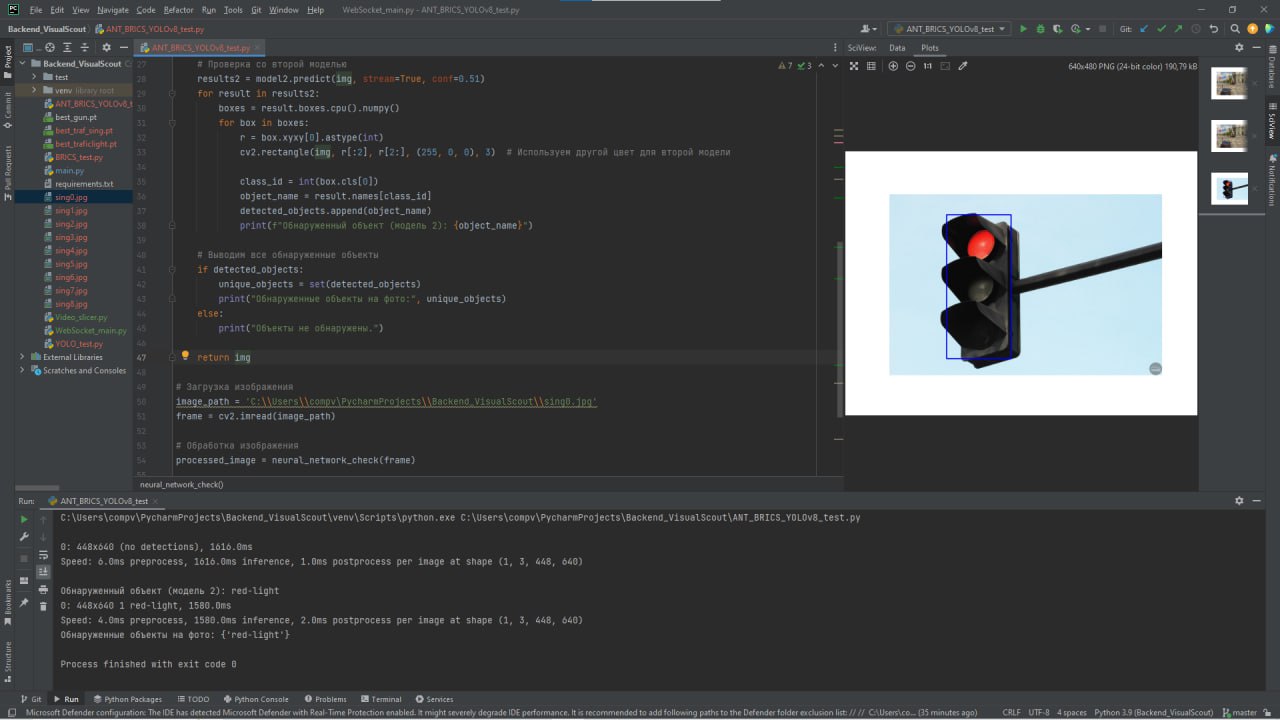 File Edit View Navigate Code Refactor Run Tools Git Window Help WebSocket_main.py – ANT_BRICS_YOLOv8_test.py
Backend_VisualScout ANT_BRICS_YOLOv8_test.py ANT_BRICS_YOLOv8_test Git:
Project
Commit
Pull Requests
Backend_VisualScout
test
venv library root
ANT_BRICS_YOLOv8_t
best_gun.pt
best_traf_sing.pt
best_traficlight.pt
BRICS_test.py
main.py
requirements.txt
sing0.jpg
sing1.jpg
sing2.jpg
sing3.jpg
sing4.jpg
sing5.jpg
sing6.jpg
sing7.jpg
sing8.jpg
Video_slicer.py
WebSocket_main.py
YOLO_test.py
External Libraries
Scratches and Consoles
ANT_BRICS_YOLOv8_test.py
7 3
27 # Проверка со второй моделью
28 results2 = model2.predict(img, stream=True, conf=0.51)
29 for result in results2:
30 boxes = result.boxes.cpu().numpy()
31 for box in boxes:
32 r = box.xyxy[0].astype(int)
33 cv2.rectangle(img, r[:2], r[2:], (255, 0, 0), 3) # Используем другой цвет для второй модели
34
35 class_id = int(box.cls[0])
36 object_name = result.names[class_id]
37 detected_objects.append(object_name)
38 print(f"Обнаруженный объект (модель 2): {object_name}")
39
40 # Выводим все обнаруженные объекты
41 if detected_objects:
42 unique_objects = set(detected_objects)
43 print("Обнаруженные объекты на фото:", unique_objects)
44 else:
45 print("Объекты не обнаружены.")
46
47 return img
48
49 # Загрузка изображения
50 image_path = 'C:\\Users\\compv\PycharmProjects\\Backend_VisualScout\\sing0.jpg'
51 frame = cv2.imread(image_path)
52
53 # Обработка изображения
54 processed_image = neural_network_check(frame)
55
neural_network_check()
SciView: Data Plots
1:1 640x480 PNG (24-bit color) 190,79 kB
Database
SciView
Notifications
Run: ANT_BRICS_YOLOv8_test
C:\Users\compv\PycharmProjects\Backend_VisualScout\venv\Scripts\python.exe C:\Users\compv\PycharmProjects\Backend_VisualScout\ANT_BRICS_YOLOv8_test.py
0: 448x640 (no detections), 1616.0ms
Speed: 6.0ms preprocess, 1616.0ms inference, 1.0ms postprocess per image at shape (1, 3, 448, 640)
Обнаруженный объект (модель 2): red-light
0: 448x640 1 red-light, 1580.0ms
Speed: 4.0ms preprocess, 1580.0ms inference, 2.0ms postprocess per image at shape (1, 3, 448, 640)
Обнаруженные объекты на фото: {'red-light'}
Process finished with exit code 0
Bookmarks
Structure
Git Run Python Packages TODO Python Console Problems Terminal Services
Microsoft Defender configuration: The IDE has detected Microsoft Defender with Real-Time Protection enabled. It might severely degrade IDE performance. It is recommended to add following paths to the Defender folder exclusion list: // // C:\Users\co... (35 minutes ago) CRLF UTF-8 4 spaces Python 3.9 (Backend_VisualScout) master